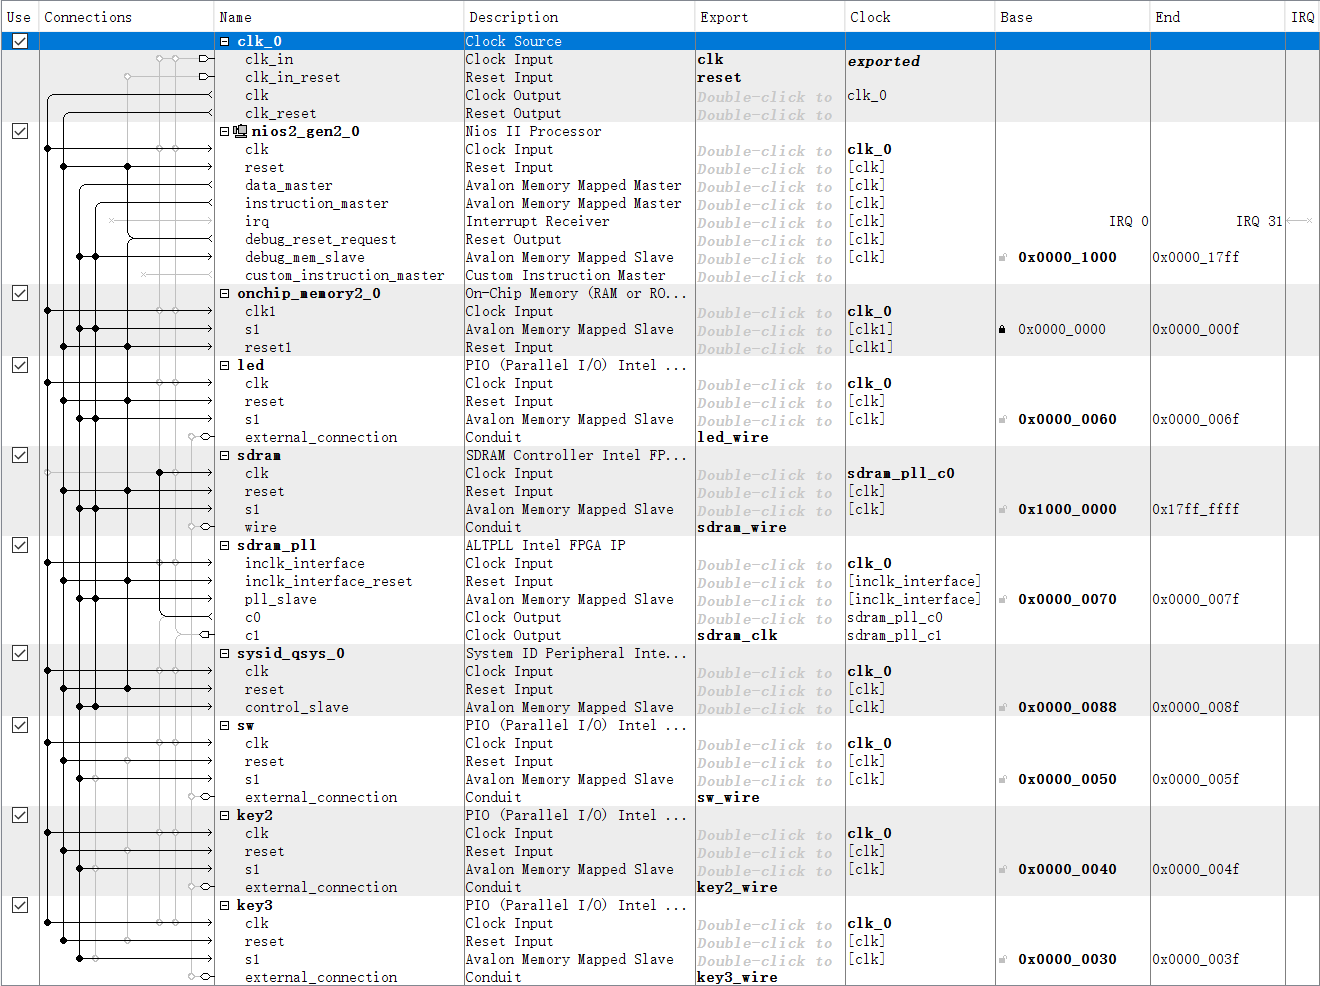 Use Connections Name Description Export Clock Base End IRQ
clk_0 Clock Source
clk_in Clock Input clk exported
clk_in_reset Reset Input reset
clk Clock Output Double-click to clk_0
clk_reset Reset Output Double-click to
nios2_gen2_0 Nios II Processor
clk Clock Input Double-click to clk_0
reset Reset Input Double-click to [clk]
data_master Avalon Memory Mapped Master Double-click to [clk]
instruction_master Avalon Memory Mapped Master Double-click to [clk]
irq Interrupt Receiver Double-click to [clk] IRQ 0 IRQ 31
debug_reset_request Reset Output Double-click to [clk]
debug_mem_slave Avalon Memory Mapped Slave Double-click to [clk] 0x0000_1000 0x0000_17ff
custom_instruction_master Custom Instruction Master Double-click to
onchip_memory2_0 On-Chip Memory (RAM or RO...
clk1 Clock Input Double-click to clk_0
s1 Avalon Memory Mapped Slave Double-click to [clk1] 0x0000_0000 0x0000_000f
reset1 Reset Input Double-click to [clk1]
led PIO (Parallel I/O) Intel ...
clk Clock Input Double-click to clk_0
reset Reset Input Double-click to [clk]
s1 Avalon Memory Mapped Slave Double-click to [clk] 0x0000_0060 0x0000_006f
external_connection Conduit led_wire
sdram SDRAM Controller Intel FP...
clk Clock Input Double-click to sdram_pll_c0
reset Reset Input Double-click to [clk]
s1 Avalon Memory Mapped Slave Double-click to [clk] 0x1000_0000 0x17ff_ffff
wire Conduit sdram_wire
sdram_pll ALTPLL Intel FPGA IP
inclk_interface Clock Input Double-click to clk_0
inclk_interface_reset Reset Input Double-click to [inclk_interface]
pll_slave Avalon Memory Mapped Slave Double-click to [inclk_interface] 0x0000_0070 0x0000_007f
c0 Clock Output Double-click to sdram_pll_c0
c1 Clock Output sdram_clk sdram_pll_c1
sysid_qsys_0 System ID Peripheral Inte...
clk Clock Input Double-click to clk_0
reset Reset Input Double-click to [clk]
control_slave Avalon Memory Mapped Slave Double-click to [clk] 0x0000_0088 0x0000_008f
sw PIO (Parallel I/O) Intel ...
clk Clock Input Double-click to clk_0
reset Reset Input Double-click to [clk]
s1 Avalon Memory Mapped Slave Double-click to [clk] 0x0000_0050 0x0000_005f
external_connection Conduit sw_wire
key2 PIO (Parallel I/O) Intel ...
clk Clock Input Double-click to clk_0
reset Reset Input Double-click to [clk]
s1 Avalon Memory Mapped Slave Double-click to [clk] 0x0000_0040 0x0000_004f
external_connection Conduit key2_wire
key3 PIO (Parallel I/O) Intel ...
clk Clock Input Double-click to clk_0
reset Reset Input Double-click to [clk]
s1 Avalon Memory Mapped Slave Double-click to [clk] 0x0000_0030 0x0000_003f
external_connection Conduit key3_wire